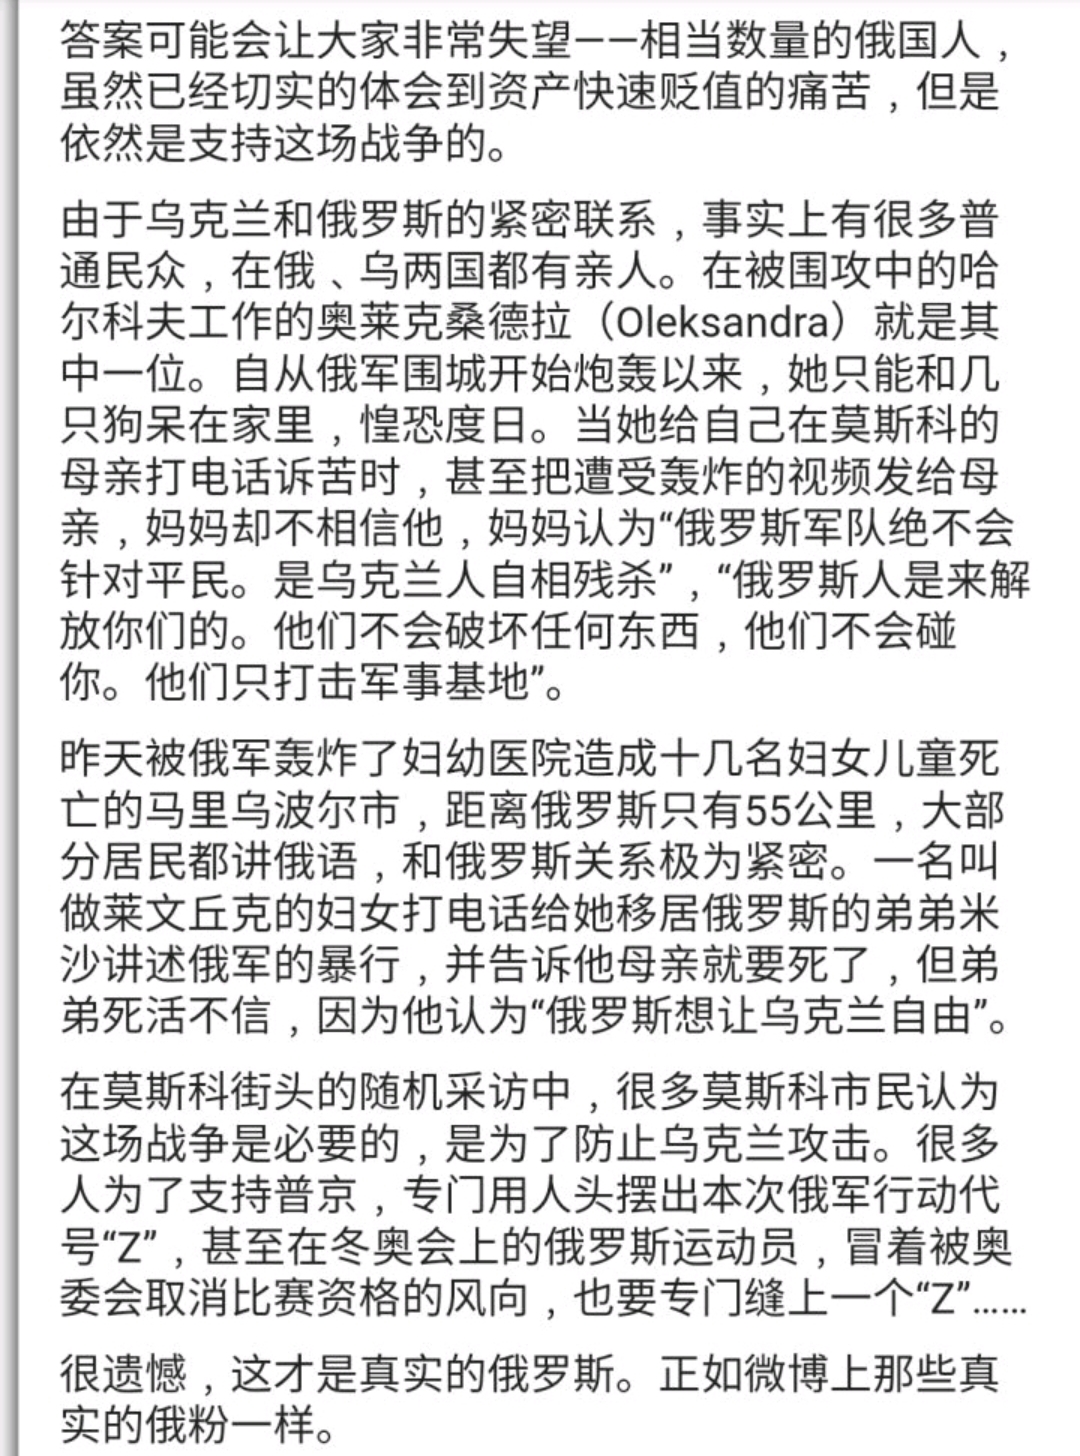 答案可能会让大家非常失望——相当数量的俄国人，
虽然已经切实的体会到资产快速贬值的痛苦，但是
依然是支持这场战争的。
由于乌克兰和俄罗斯的紧密联系，事实上有很多普
通民众，在俄、乌两国都有亲人。在被围攻中的哈
尔科夫工作的奥莱克桑德拉（Oleksandra）就是其
中一位。自从俄军围城开始炮轰以来，她只能和几
只狗呆在家里，惶恐度日。当她给自己在莫斯科的
母亲打电话诉苦时，甚至把遭受轰炸的视频发给母
亲，妈妈却不相信他，妈妈认为“俄罗斯军队绝不会
针对平民。是乌克兰人自相残杀”，“俄罗斯人是来解
放你们的。他们不会破坏任何东西，他们不会碰
你。他们只打击军事基地”。
昨天被俄军轰炸了妇幼医院造成十几名妇女儿童死
亡的马里乌波尔市，距离俄罗斯只有55公里，大部
分居民都讲俄语，和俄罗斯关系极为紧密。一名叫
做莱文丘克的妇女打电话给她移居俄罗斯的弟弟米
沙讲述俄军的暴行，并告诉他母亲就要死了，但弟
弟死活不信，因为他认为“俄罗斯想让乌克兰自由”。
在莫斯科街头的随机采访中，很多莫斯科市民认为
这场战争是必要的，是为了防止乌克兰攻击。很多
人为了支持普京，专门用人头摆出本次俄军行动代
号“Z”，甚至在冬奥会上的俄罗斯运动员，冒着被奥
委会取消比赛资格的风向，也要专门缝上一个“Z”……
很遗憾，这才是真实的俄罗斯。正如微博上那些真
实的俄粉一样。